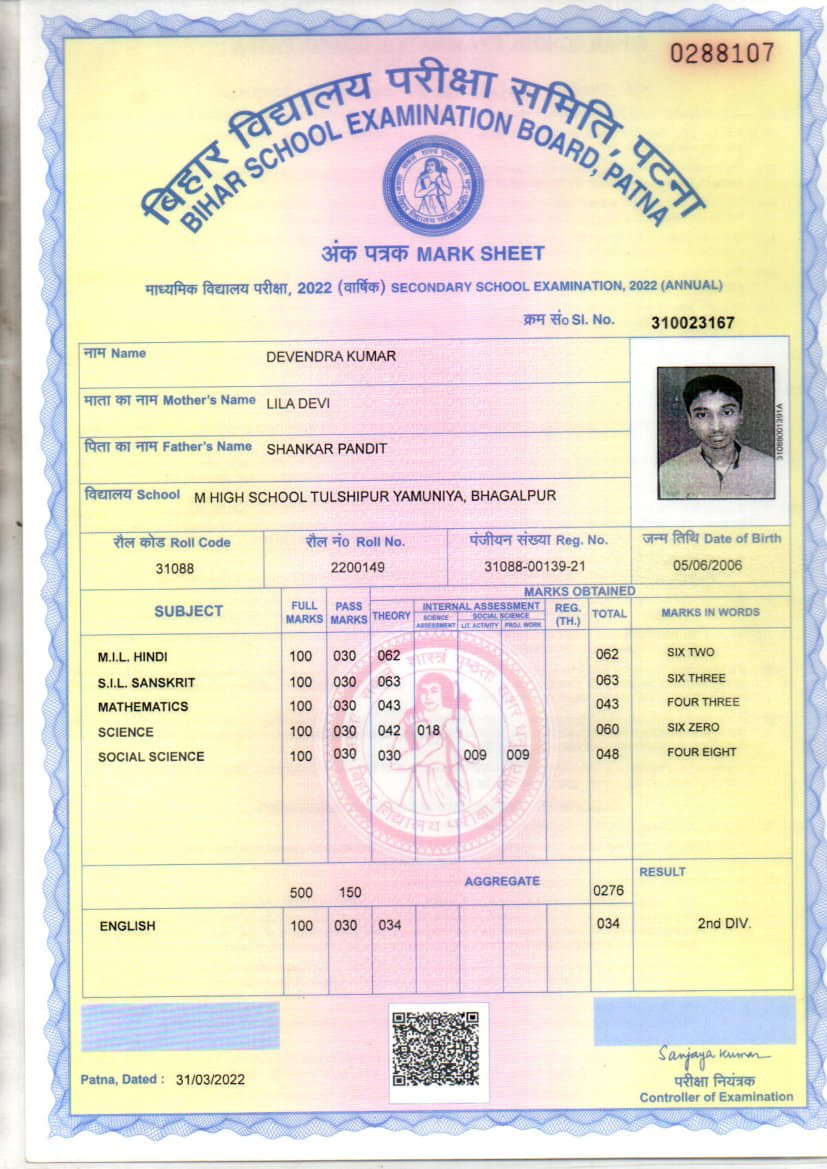 0288107
बिहार विद्यालय परीक्षा समिति, पटना
BIHAR SCHOOL EXAMINATION BOARD, PATNA
अंक पत्रक MARK SHEET
माध्यमिक विद्यालय परीक्षा, 2022 (वार्षिक) SECONDARY SCHOOL EXAMINATION, 2022 (ANNUAL)
क्रम सं० Sl. No. 310023167
नाम Name DEVENDRA KUMAR
माता का नाम Mother's Name LILA DEVI
पिता का नाम Father's Name SHANKAR PANDIT
विद्यालय School M HIGH SCHOOL TULSHIPUR YAMUNIYA, BHAGALPUR
31088001391A
रौल कोड Roll Code रौल नं० Roll No. पंजीयन संख्या Reg. No. जन्म तिथि Date of Birth
31088 2200149 31088-00139-21 05/06/2006
SUBJECT FULL MARKS PASS MARKS MARKS OBTAINED MARKS IN WORDS
THEORY INTERNAL ASSESSMENT REG. (TH.) TOTAL
SCIENCE ASSESSMENT SOCIAL SCIENCE LIT. ACTIVITY PROJ. WORK
M.I.L. HINDI 100 030 062 062 SIX TWO
S.I.L. SANSKRIT 100 030 063 063 SIX THREE
MATHEMATICS 100 030 043 043 FOUR THREE
SCIENCE 100 030 042 018 060 SIX ZERO
SOCIAL SCIENCE 100 030 030 009 009 048 FOUR EIGHT
बिहार विद्यालय परीक्षा समिति
500 150 AGGREGATE 0276 RESULT
ENGLISH 100 030 034 034 2nd DIV.
Sanjaya Kumar
Patna, Dated : 31/03/2022
परीक्षा नियंत्रक
Controller of Examination